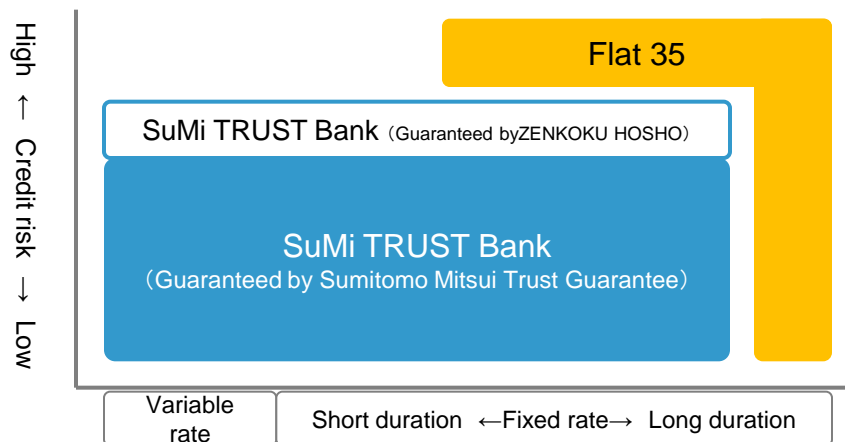 High ← Credit risk → Low
Flat 35
SuMi TRUST Bank（Guaranteed byZENKOKU HOSHO）
SuMi TRUST Bank
（Guaranteed by Sumitomo Mitsui Trust Guarantee）
Variable
rate
Short duration ←Fixed rate→ Long duration